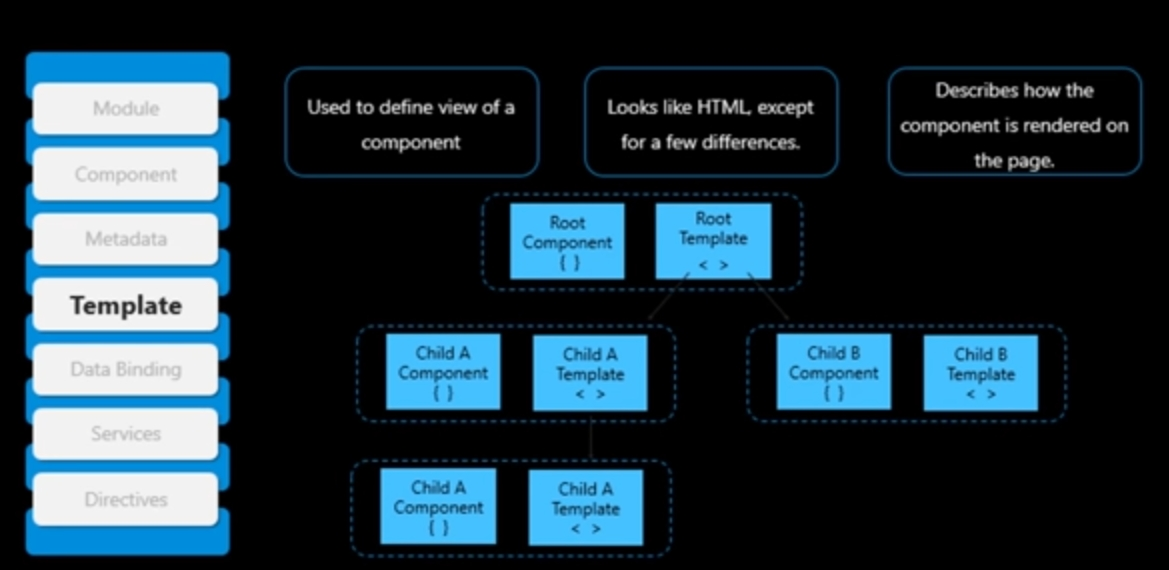 Module
Component
Metadata
Template
Data Binding
Services
Directives
Used to define view of a
component
Looks like HTML, except
for a few differences.
Describes how the
component is rendered on
the page.
Root
Component
{ }
Root
Template
< >
Child A
Component
{ }
Child A
Template
< >
Child B
Component
{ }
Child B
Template
< >
Child A
Component
{ }
Child A
Template
< >